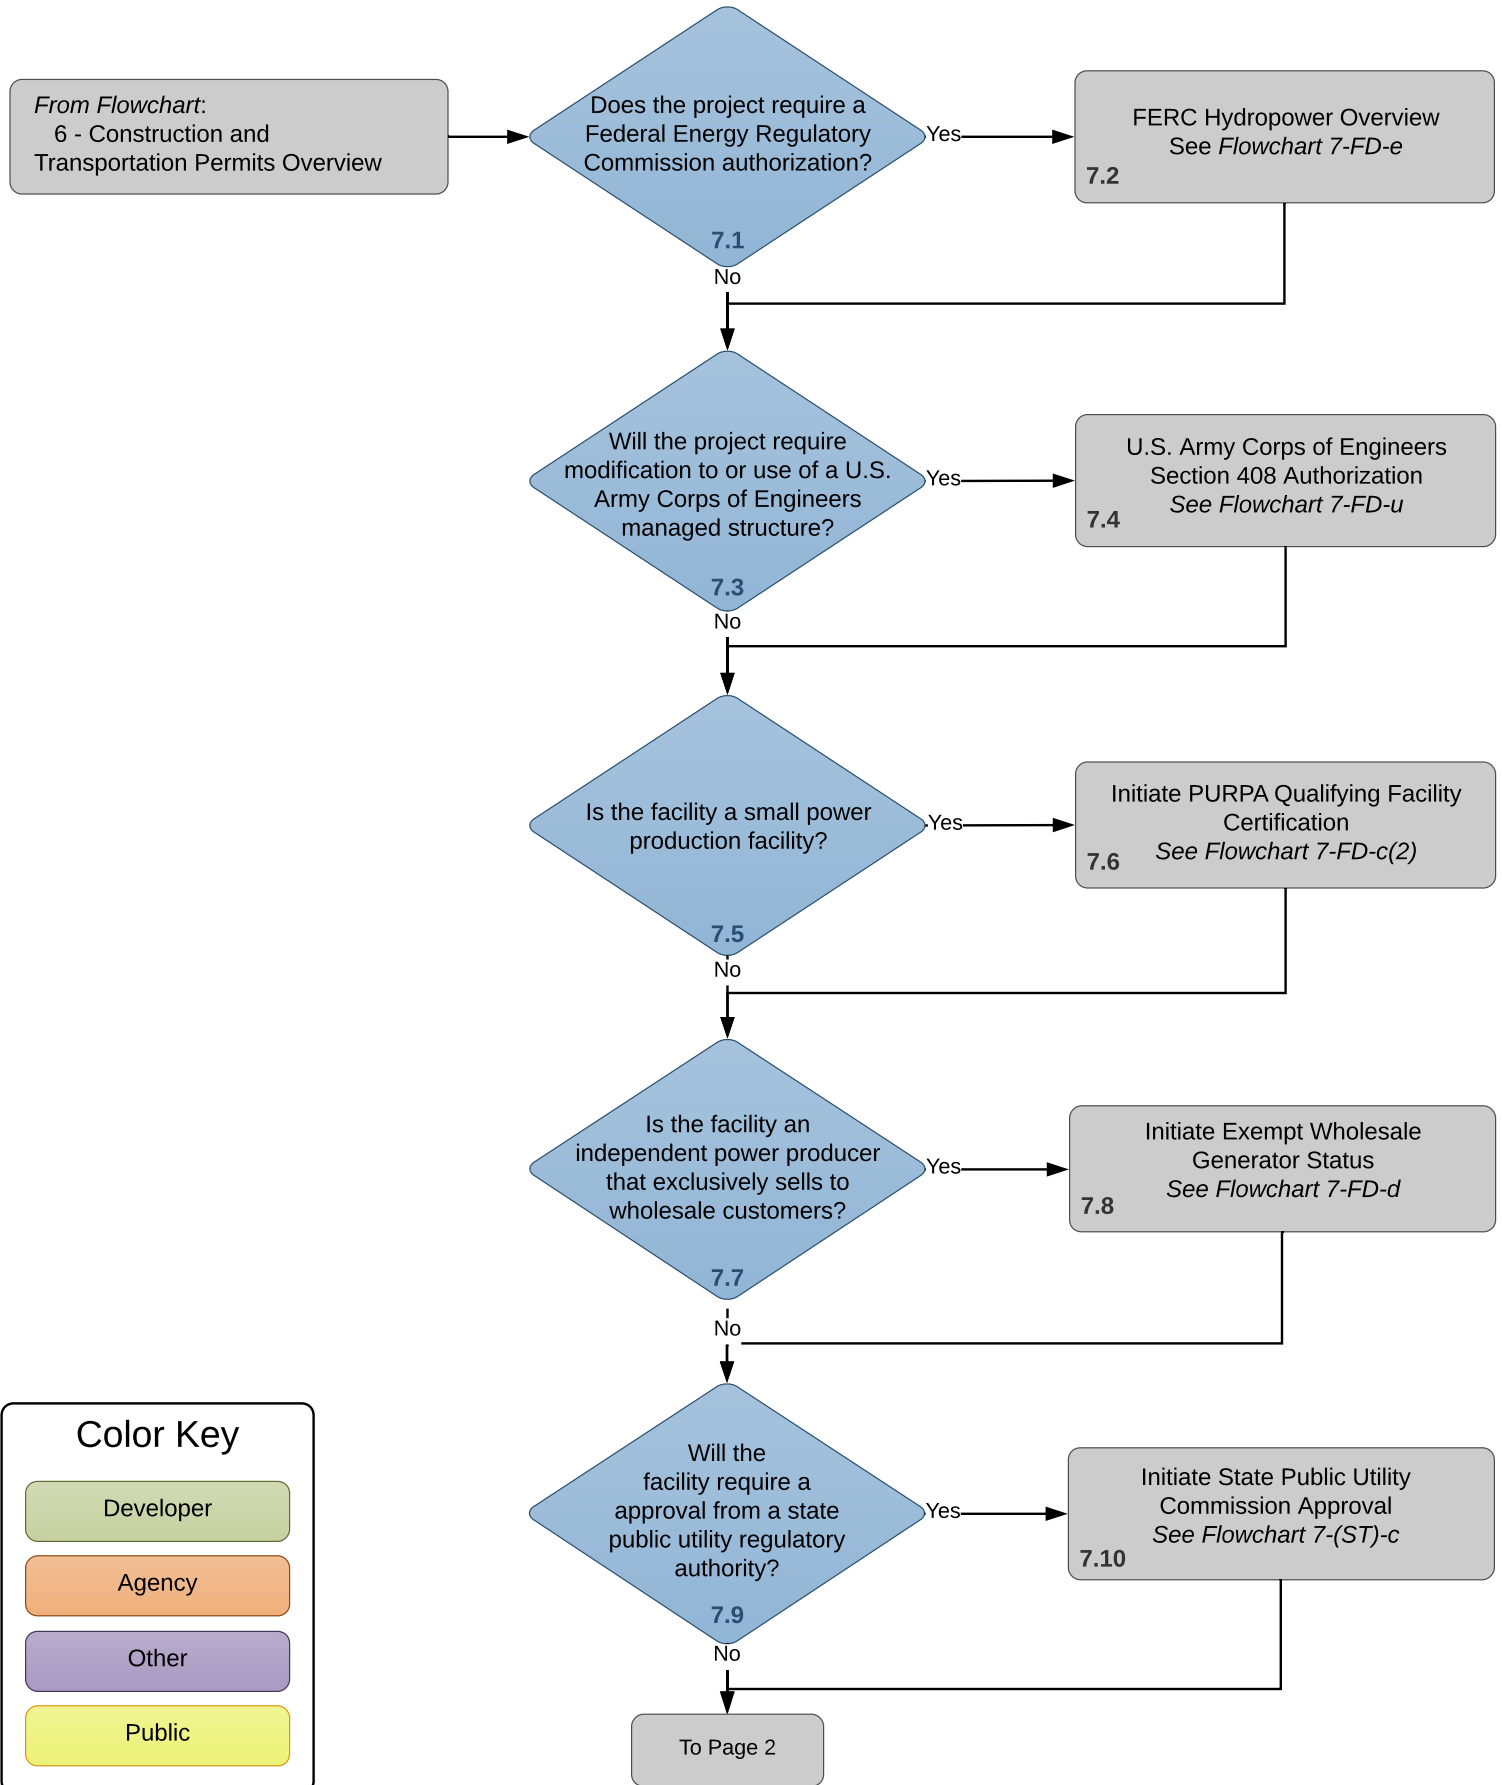 From Flowchart:
6 - Construction and
Transportation Permits Overview
Does the project require a
Federal Energy Regulatory
Commission authorization?
7.1
Yes
FERC Hydropower Overview
See Flowchart 7-FD-e
7.2
No
Will the project require
modification to or use of a U.S.
Army Corps of Engineers
managed structure?
7.3
Yes
U.S. Army Corps of Engineers
Section 408 Authorization
See Flowchart 7-FD-u
7.4
No
Is the facility a small power
production facility?
7.5
Yes
Initiate PURPA Qualifying Facility
Certification
See Flowchart 7-FD-c(2)
7.6
No
Is the facility an
independent power producer
that exclusively sells to
wholesale customers?
7.7
Yes
Initiate Exempt Wholesale
Generator Status
See Flowchart 7-FD-d
7.8
No
Will the
facility require a
approval from a state
public utility regulatory
authority?
7.9
Yes
Initiate State Public Utility
Commission Approval
See Flowchart 7-(ST)-c
7.10
No
To Page 2
Color Key
Developer
Agency
Other
Public